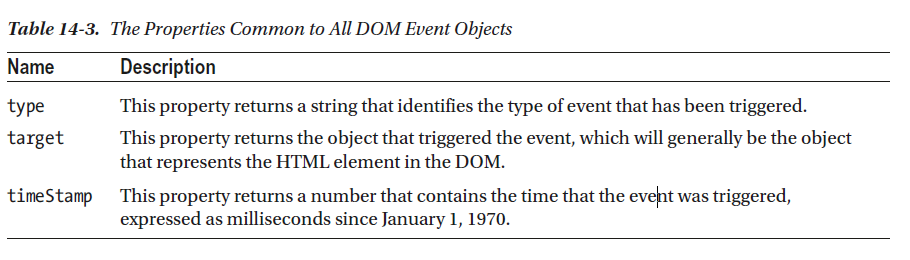 Table 14-3. The Properties Common to All DOM Event Objects
Name Description
type This property returns a string that identifies the type of event that has been triggered.
target This property returns the object that triggered the event, which will generally be the object
that represents the HTML element in the DOM.
timeStamp This property returns a number that contains the time that the event was triggered,
expressed as milliseconds since January 1, 1970.